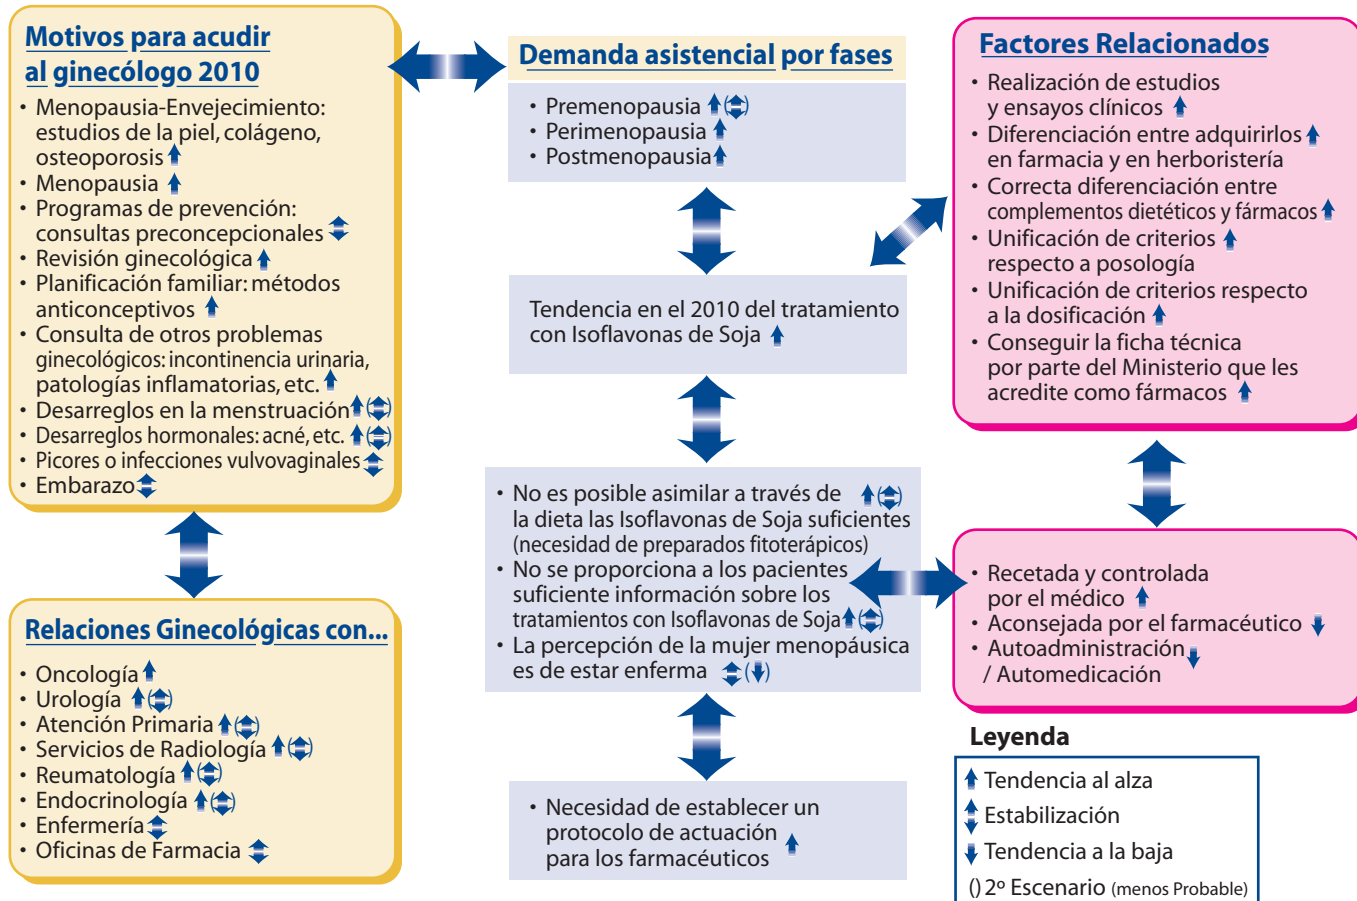 Motivos para acudir
al ginecólogo 2010
• Menopausia-Envejecimiento:
estudios de la piel, colágeno,
osteoporosis
• Menopausia
• Programas de prevención:
consultas preconcepcionales
• Revisión ginecológica
• Planificación familiar: métodos
anticonceptivos
• Consulta de otros problemas
ginecológicos: incontinencia urinaria,
patologías inflamatorias, etc.
• Desarreglos en la menstruación ( )
• Desarreglos hormonales: acné, etc. ( )
• Picores o infecciones vulvovaginales
• Embarazo
Relaciones Ginecológicas con...
• Oncología
• Urología ( )
• Atención Primaria ( )
• Servicios de Radiología ( )
• Reumatología ( )
• Endocrinología ( )
• Enfermería
• Oficinas de Farmacia
Demanda asistencial por fases
• Premenopausia ( )
• Perimenopausia
• Postmenopausia
Tendencia en el 2010 del tratamiento
con Isoflavonas de Soja
• No es posible asimilar a través de ( )
la dieta las Isoflavonas de Soja suficientes
(necesidad de preparados fitoterápicos)
• No se proporciona a los pacientes
suficiente información sobre los
tratamientos con Isoflavonas de Soja ( )
• La percepción de la mujer menopáusica
es de estar enferma ( )
• Necesidad de establecer un
protocolo de actuación
para los farmacéuticos
Factores Relacionados
• Realización de estudios
y ensayos clínicos
• Diferenciación entre adquirirlos
en farmacia y en herboristería
• Correcta diferenciación entre
complementos dietéticos y fármacos
• Unificación de criterios
respecto a posología
• Unificación de criterios respecto
a la dosificación
• Conseguir la ficha técnica
por parte del Ministerio que les
acredite como fármacos
• Recetada y controlada
por el médico
• Aconsejada por el farmacéutico
• Autoadministración
/ Automedicación
Leyenda
Tendencia al alza
Estabilización
Tendencia a la baja
() 2º Escenario (menos Probable)